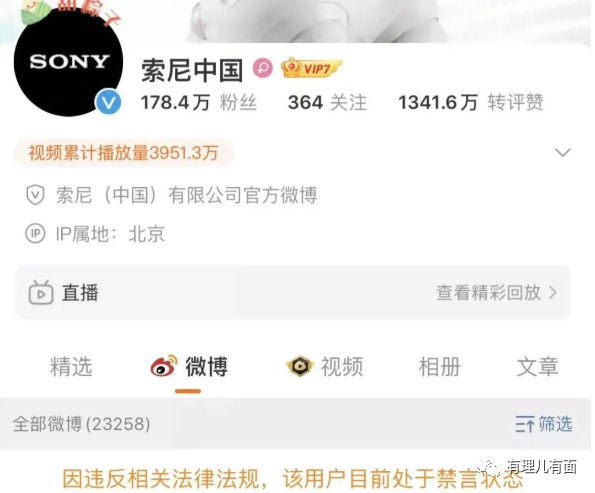 甜粽子
SONY
索尼中国 VIP7
178.4万 粉丝 364 关注 1341.6万 转评赞
视频累计播放量3951.3万
索尼（中国）有限公司官方微博
IP IP属地：北京
直播 查看精彩回放
精选 微博 视频 相册 文章
全部微博(23258) 筛选
因违反相关法律法规，该用户目前处于禁言状态
有理儿有面